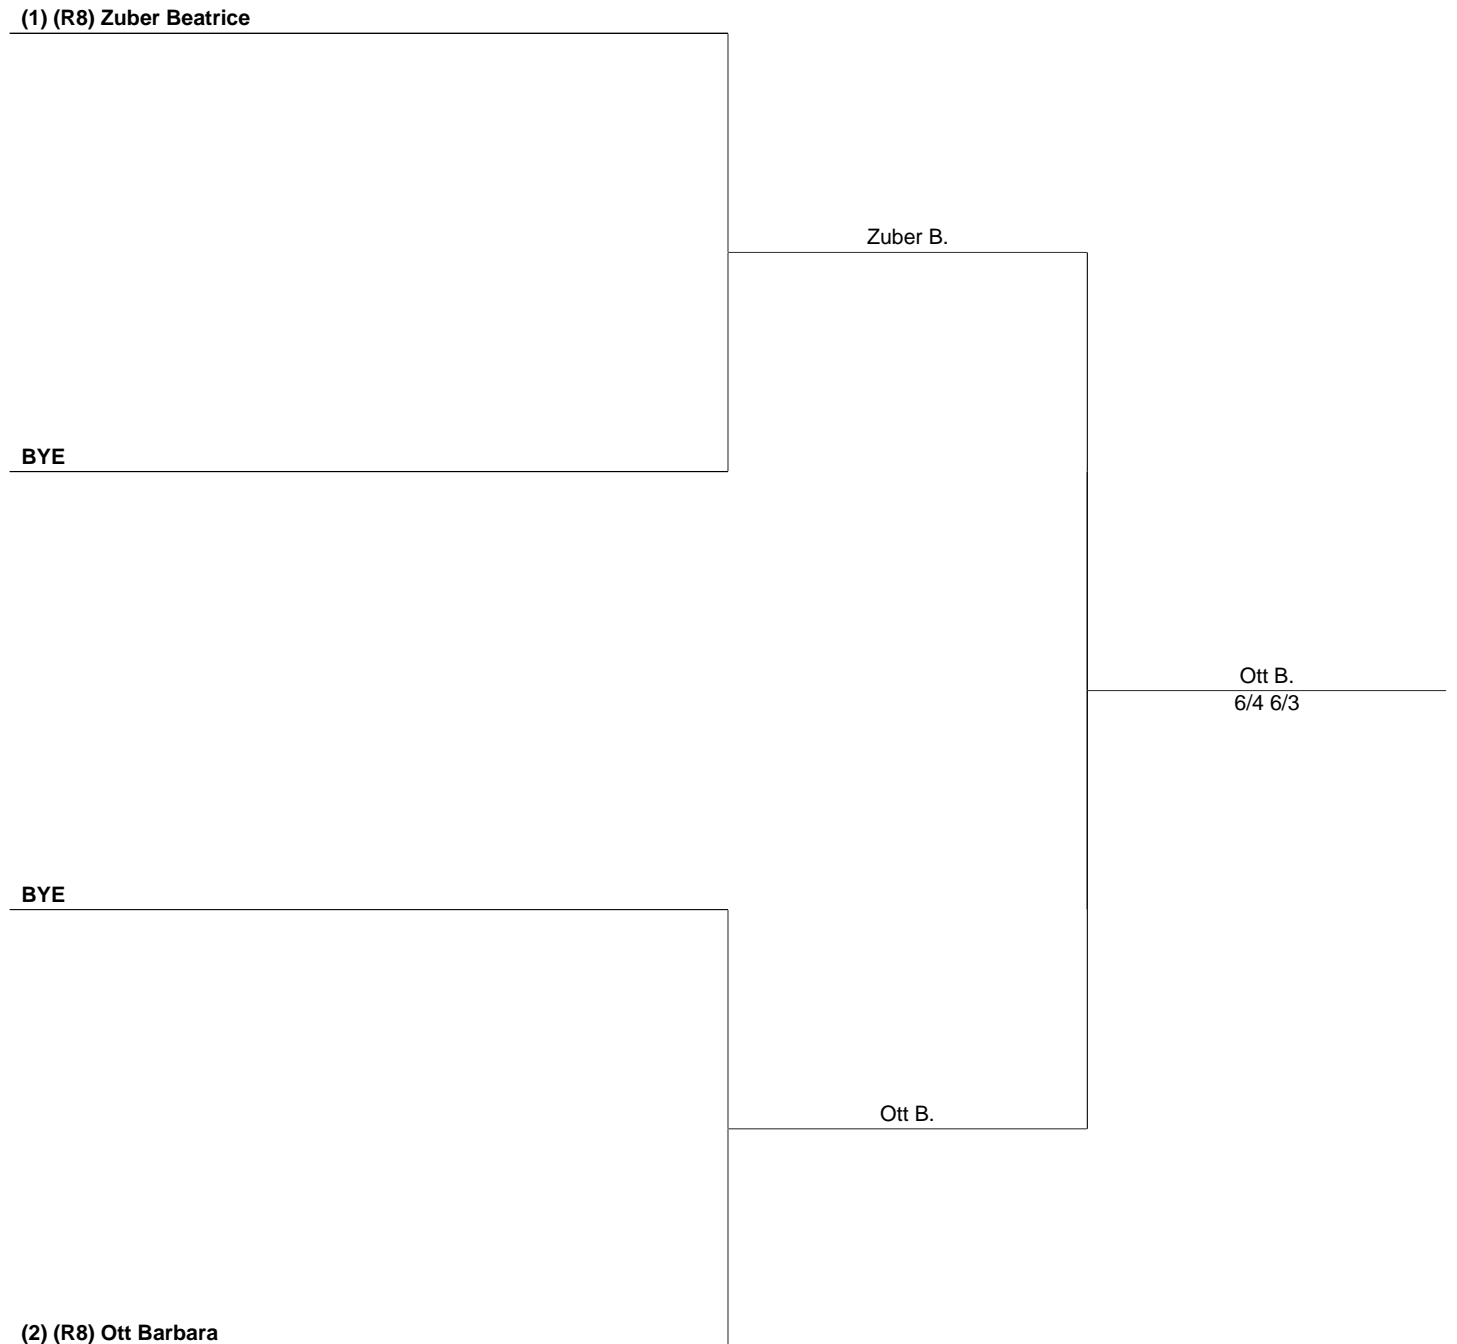 (1) (R8) Zuber Beatrice
Zuber B.
BYE
Ott B.
6/4 6/3
BYE
Ott B.
(2) (R8) Ott Barbara